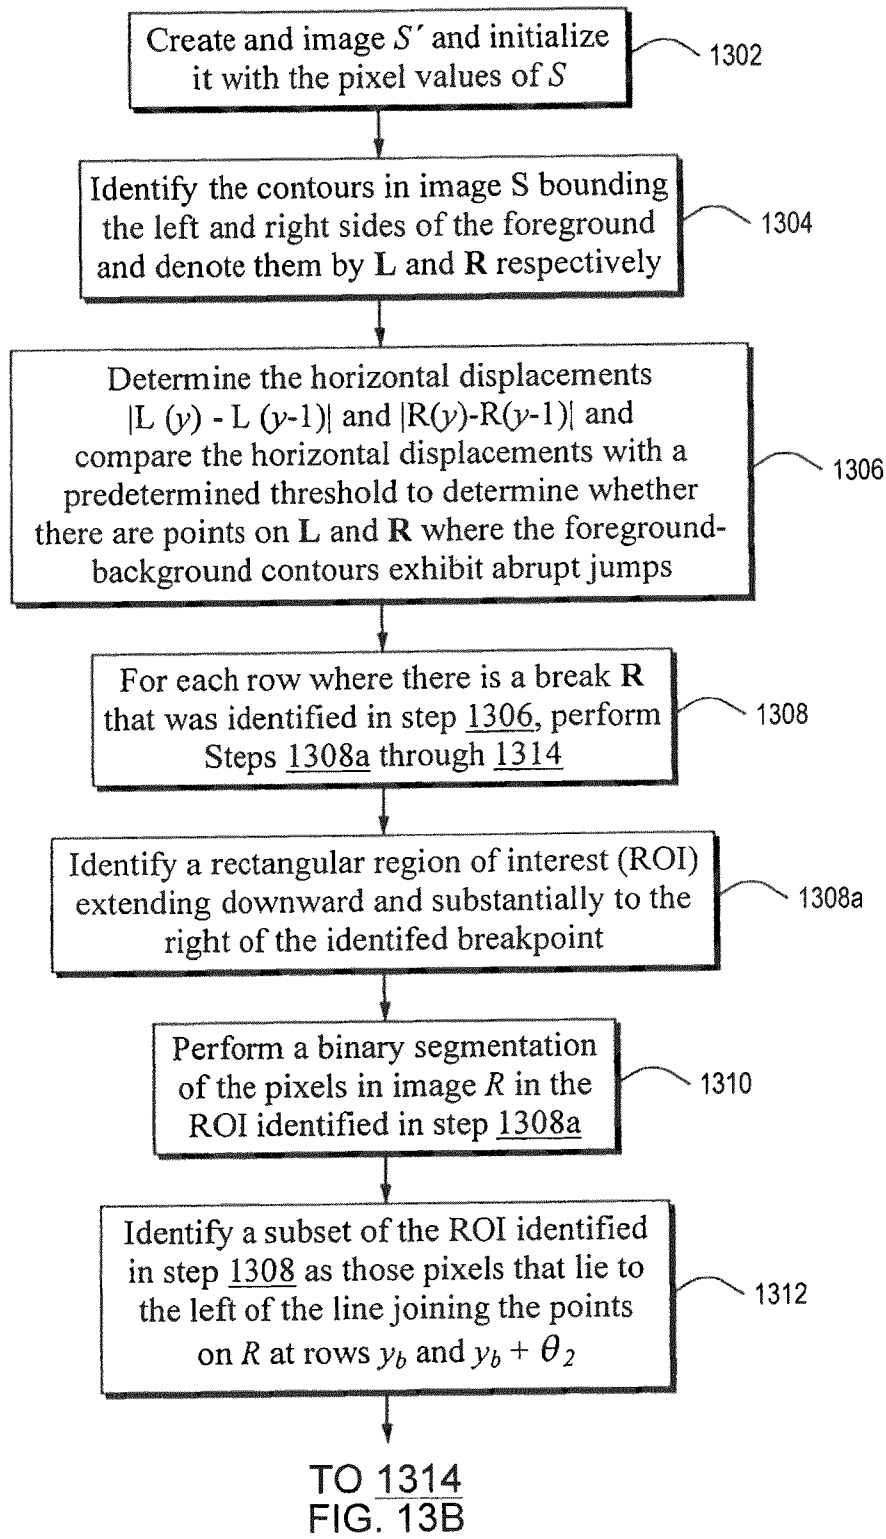 Create and image S′ and initialize
it with the pixel values of S
1302
Identify the contours in image S bounding
the left and right sides of the foreground
and denote them by L and R respectively
1304
Determine the horizontal displacements
|L (y) - L (y-1)| and |R(y)-R(y-1)| and
compare the horizontal displacements with a
predetermined threshold to determine whether
there are points on L and R where the foreground-
background contours exhibit abrupt jumps
1306
For each row where there is a break R
that was identified in step 1306, perform
Steps 1308a through 1314
1308
Identify a rectangular region of interest (ROI)
extending downward and substantially to the
right of the identifed breakpoint
1308a
Perform a binary segmentation
of the pixels in image R in the
ROI identified in step 1308a
1310
Identify a subset of the ROI identified
in step 1308 as those pixels that lie to
the left of the line joining the points
on R at rows y_b and y_b + θ_2
1312
TO 1314
FIG. 13B